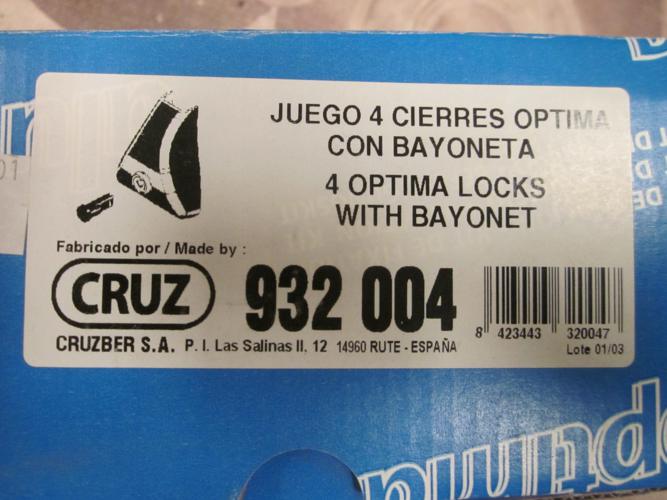 JUEGO 4 CIERRES OPTIMA
CON BAYONETA
4 OPTIMA LOCKS
WITH BAYONET
Fabricado por / Made by :
CRUZ
932 004
8 423443 320047
CRUZBER S.A. P. I. Las Salinas II, 12 14960 RUTE - ESPAÑA
Lote 01/03
01